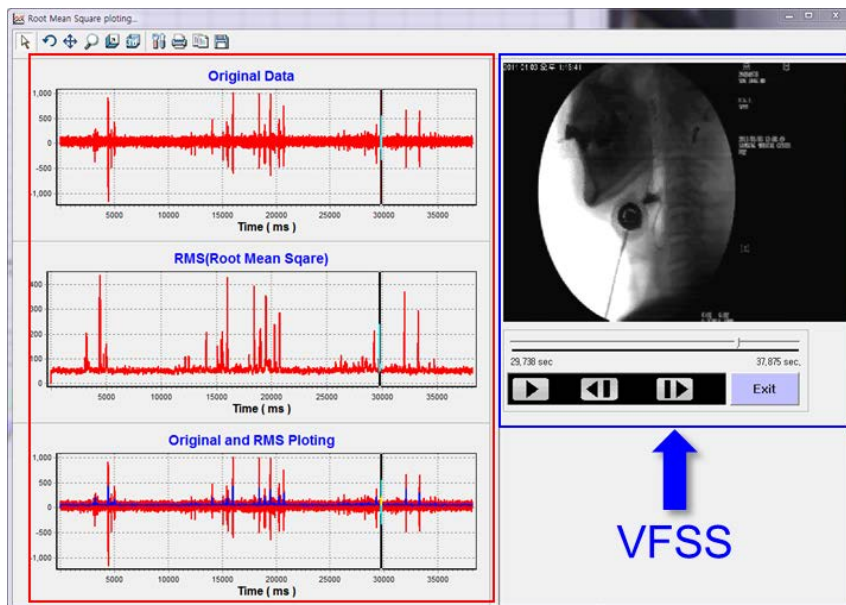 Root Mean Square ploting...
Original Data
1,000
500
0
-500
-1,000
5000 10000 15000 20000 25000 30000 35000
Time ( ms )
RMS(Root Mean Sqare)
400
300
200
100
0
5000 10000 15000 20000 25000 30000 35000
Time ( ms )
Original and RMS Ploting
1,000
500
0
-500
-1,000
5000 10000 15000 20000 25000 30000 35000
Time ( ms )
오후
29,738 sec 37,875 sec,
Exit
VFSS